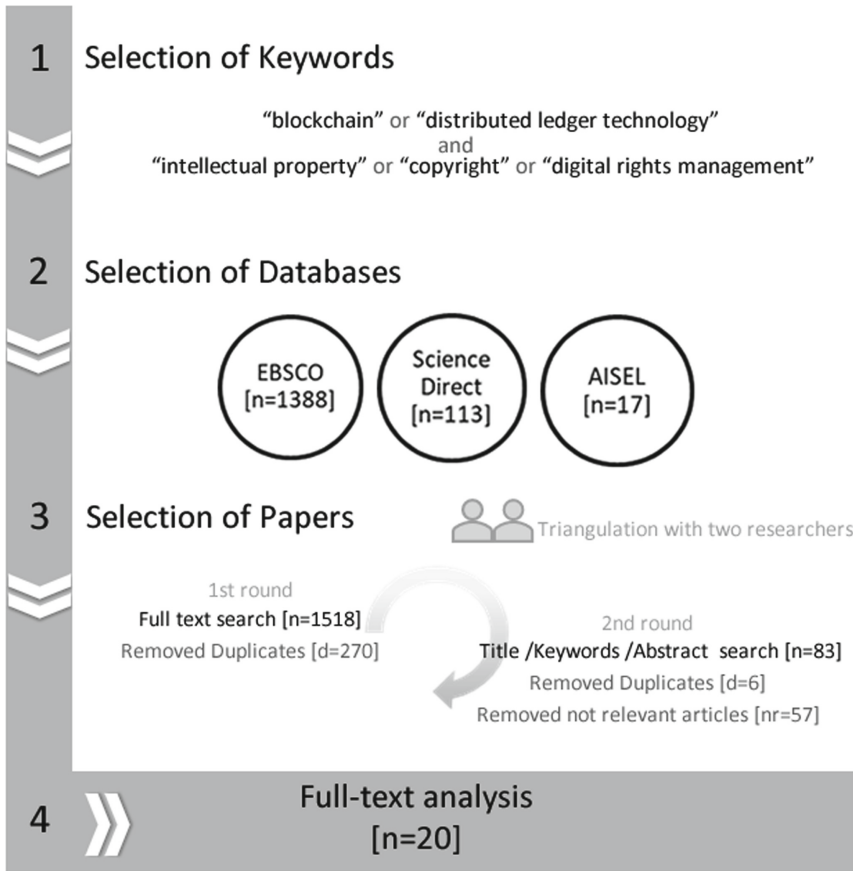 1
Selection of Keywords
“blockchain” or “distributed ledger technology”
and
“intellectual property” or “copyright” or “digital rights management”
2
Selection of Databases
EBSCO
[n=1388]
Science
Direct
[n=113]
AISEL
[n=17]
3
Selection of Papers
Triangulation with two researchers
1st round
Full text search [n=1518]
Removed Duplicates [d=270]
2nd round
Title /Keywords /Abstract search [n=83]
Removed Duplicates [d=6]
Removed not relevant articles [nr=57]
4
Full-text analysis
[n=20]